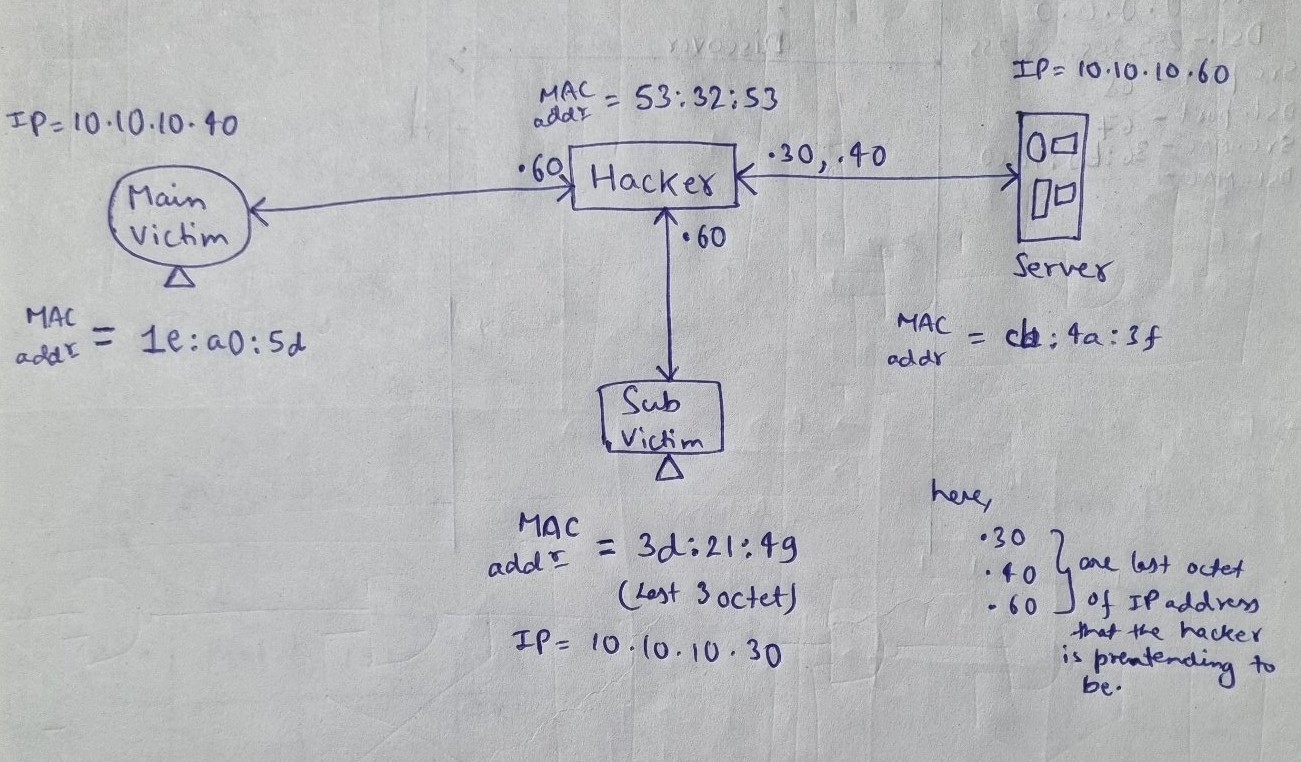 IP = 10.10.10.60
MAC addr = 53:32:53
IP = 10.10.10.40
.60
Hacker
.30, .40
Main
Victim
.60
Server
MAC addr = 1e:a0:5d
MAC addr = :4a:3f
Sub
Victim
here,
MAC addr = 3d:21:49
(Last 3 octet)
IP = 10.10.10.30
.30
.40
.60
are last octet
of IP address
that the hacker
is preatending to
be.